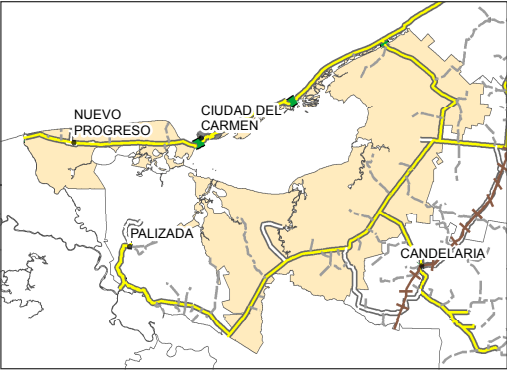 NUEVO
PROGRESO
CIUDAD DEL
CARMEN
PALIZADA
CANDELARIA